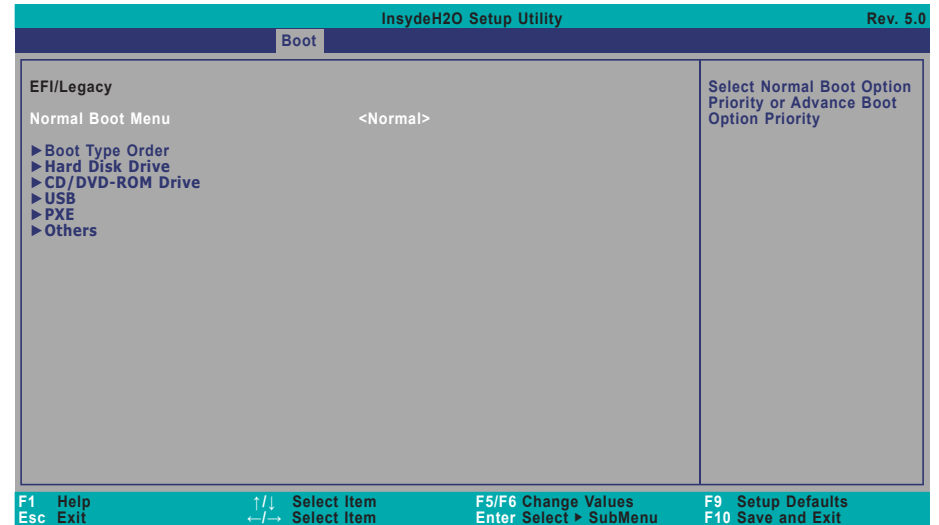 InsydeH2O Setup Utility Rev. 5.0
Boot
EFI/Legacy
Normal Boot Menu <Normal>
►Boot Type Order
►Hard Disk Drive
►CD/DVD-ROM Drive
►USB
►PXE
►Others
Select Normal Boot Option
Priority or Advance Boot
Option Priority
F1 Help ↑/↓ Select Item F5/F6 Change Values F9 Setup Defaults
Esc Exit ←/→ Select Item Enter Select ► SubMenu F10 Save and Exit